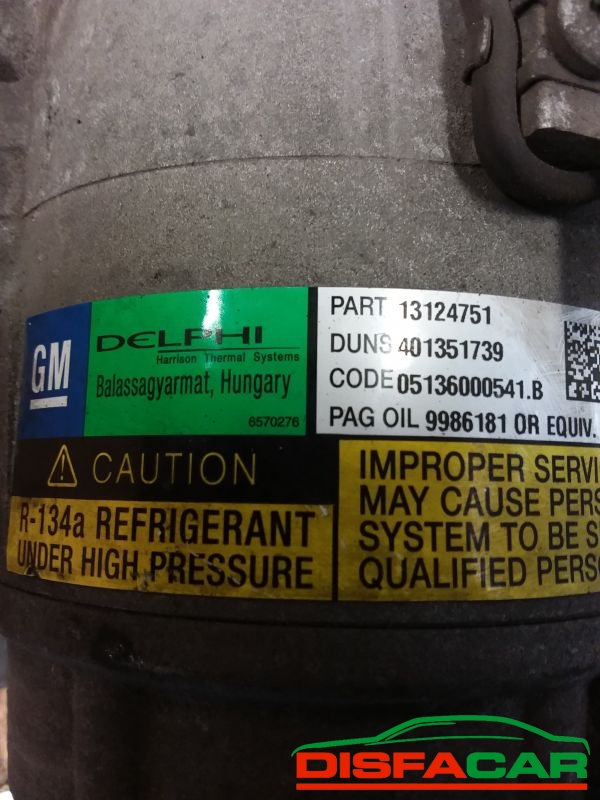 GM
DELPHI
Harrison Thermal Systems
Balassagyarmat, Hungary
6570276
PART 13124751
DUNS 401351739
CODE 05136000541.B
PAG OIL 9986181 OR EQUIV.
CAUTION
R-134a REFRIGERANT
UNDER HIGH PRESSURE
IMPROPER SERVI
MAY CAUSE PERS
SYSTEM TO BE S
QUALIFIED PERSO
DISFACAR